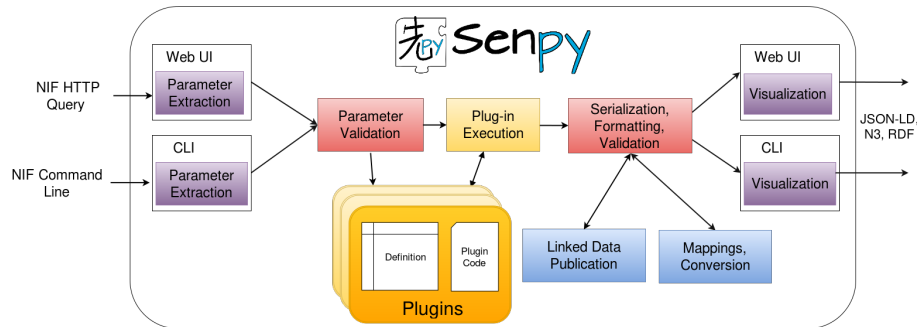 先 py senpy
Web UI
Web UI
NIF HTTP
Query
Parameter
Extraction
Visualization
Parameter
Validation
Plug-in
Execution
Serialization,
Formatting,
Validation
JSON-LD,
N3, RDF
CLI
CLI
NIF Command
Line
Parameter
Extraction
Visualization
Definition
Plugin
Code
Plugins
Linked Data
Publication
Mappings,
Conversion